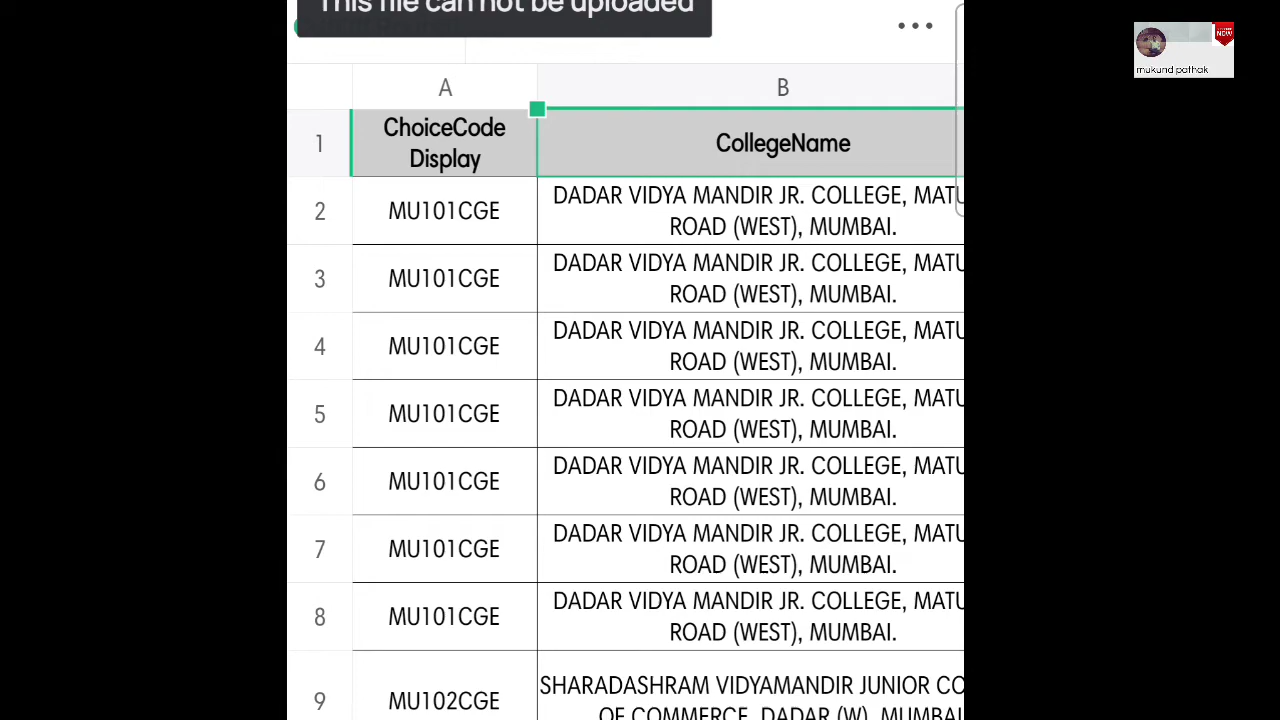 This file can not be uploaded
NOW
mukund pathak
A B
1 ChoiceCode
Display CollegeName
2 MU101CGE DADAR VIDYA MANDIR JR. COLLEGE, MATU
ROAD (WEST), MUMBAI.
3 MU101CGE DADAR VIDYA MANDIR JR. COLLEGE, MATU
ROAD (WEST), MUMBAI.
4 MU101CGE DADAR VIDYA MANDIR JR. COLLEGE, MATU
ROAD (WEST), MUMBAI.
5 MU101CGE DADAR VIDYA MANDIR JR. COLLEGE, MATU
ROAD (WEST), MUMBAI.
6 MU101CGE DADAR VIDYA MANDIR JR. COLLEGE, MATU
ROAD (WEST), MUMBAI.
7 MU101CGE DADAR VIDYA MANDIR JR. COLLEGE, MATU
ROAD (WEST), MUMBAI.
8 MU101CGE DADAR VIDYA MANDIR JR. COLLEGE, MATU
ROAD (WEST), MUMBAI.
9 MU102CGE SHARADASHRAM VIDYAMANDIR JUNIOR CO
OF COMMERCE, DADAR (W), MUMBAI